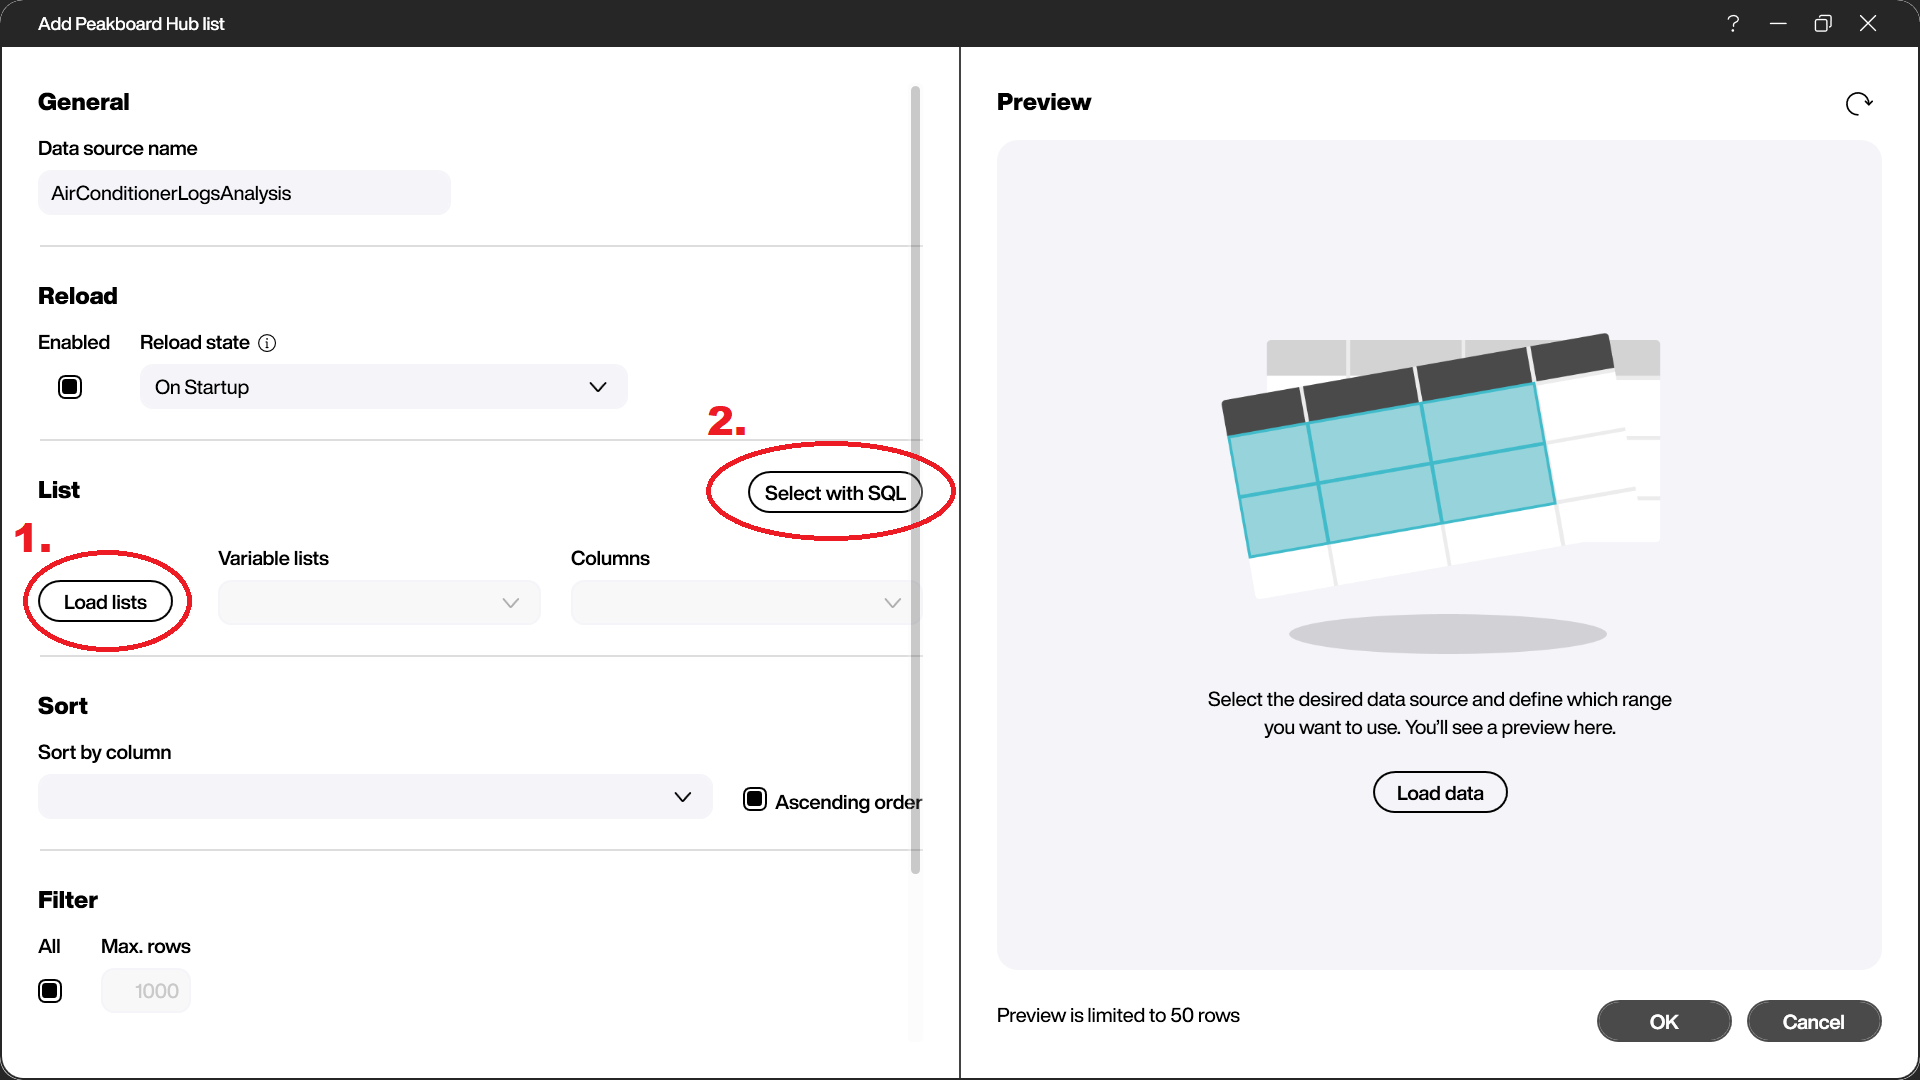 Add Peakboard Hub list
?
General
Data source name
AirConditionerLogsAnalysis
Reload
Enabled
Reload state
On Startup
2.
List
Select with SQL
1.
Load lists
Variable lists
Columns
Sort
Sort by column
Ascending order
Filter
All
Max. rows
1000
Preview
Select the desired data source and define which range
you want to use. You'll see a preview here.
Load data
Preview is limited to 50 rows
OK
Cancel